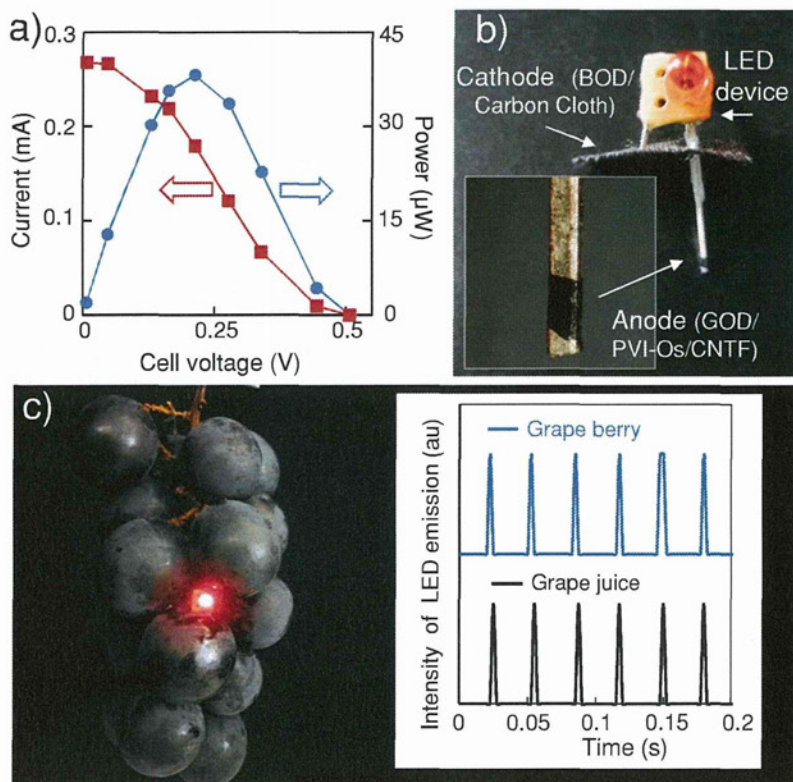 a)
0.3
0.2
0.1
0
Current (mA)
45
30
15
0
Power (µW)
0
0.25
0.5
Cell voltage (V)
b)
Cathode (BOD/
Carbon Cloth)
LED
device
Anode (GOD/
PVI-Os/CNTF)
c)
Intensity of LED emission (au)
Grape berry
Grape juice
0
0.05
0.1
0.15
0.2
Time (s)